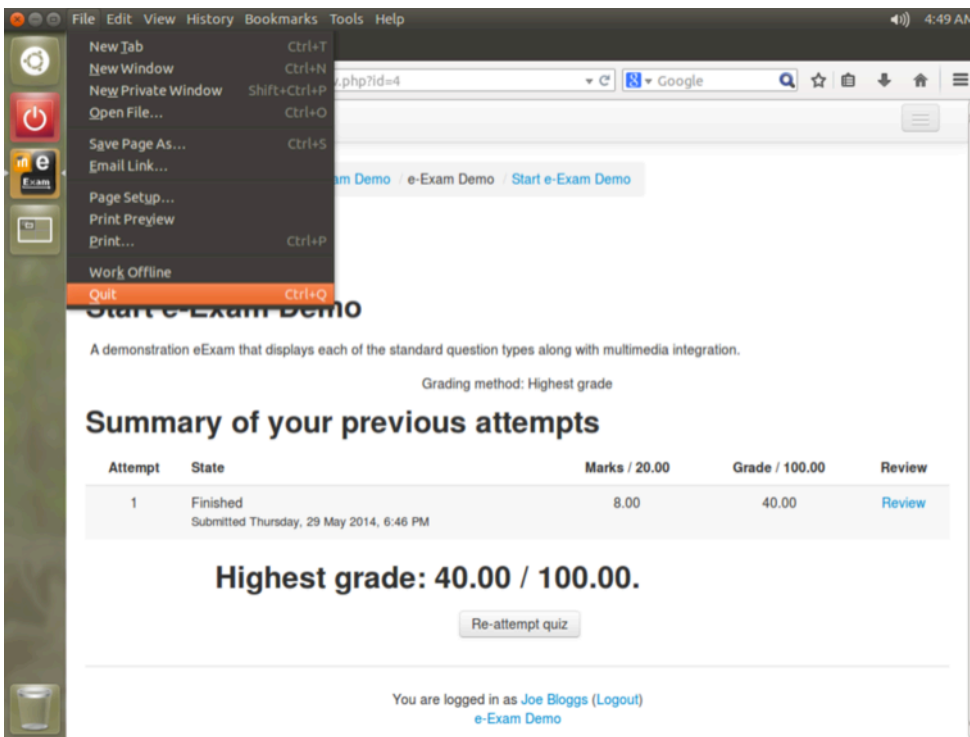 File Edit View History Bookmarks Tools Help 4:49 AM
New Tab Ctrl+T
New Window Ctrl+N
New Private Window Shift+Ctrl+P
Open File... Ctrl+O
Save Page As... Ctrl+S
Email Link...
Page Setup...
Print Preview
Print... Ctrl+P
Work Offline
Quit Ctrl+Q
.php?id=4 Google
m e
Exam
am Demo / e-Exam Demo / Start e-Exam Demo
Start e-Exam Demo
A demonstration eExam that displays each of the standard question types along with multimedia integration.
Grading method: Highest grade
Summary of your previous attempts
Attempt State Marks / 20.00 Grade / 100.00 Review
1 Finished 8.00 40.00 Review
Submitted Thursday, 29 May 2014, 6:46 PM
Highest grade: 40.00 / 100.00.
Re-attempt quiz
You are logged in as Joe Bloggs (Logout)
e-Exam Demo